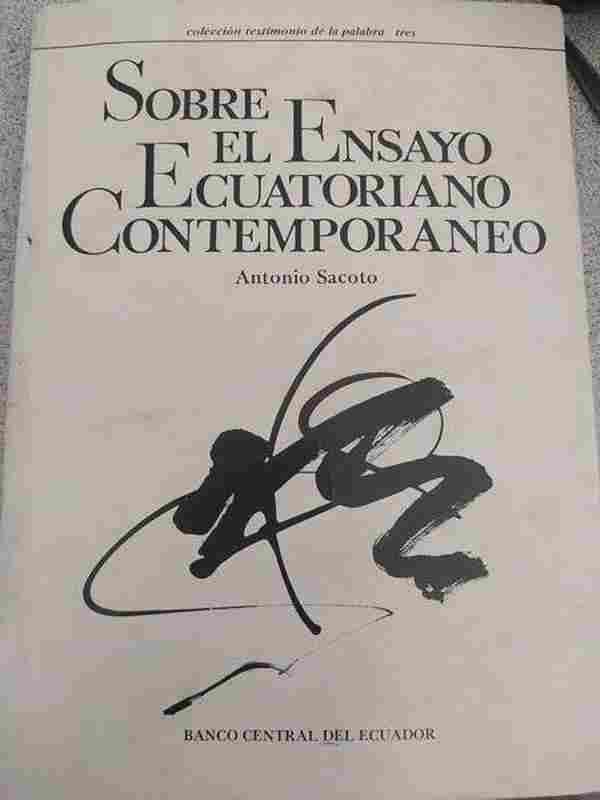 colección testimonio de la palabra tres
SOBRE
EL ENSAYO
ECUATORIANO
CONTEMPORANEO
Antonio Sacoto
BANCO CENTRAL DEL ECUADOR